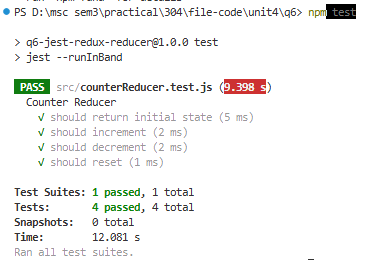 PS D:\msc sem3\practical\304\file-code\unit4\q6> npm test
> q6-jest-redux-reducer@1.0.0 test
> jest --runInBand
PASS src/counterReducer.test.js (9.398 s)
Counter Reducer
√ should return initial state (5 ms)
√ should increment (2 ms)
√ should decrement (2 ms)
√ should reset (1 ms)
Test Suites: 1 passed, 1 total
Tests: 4 passed, 4 total
Snapshots: 0 total
Time: 12.081 s
Ran all test suites.